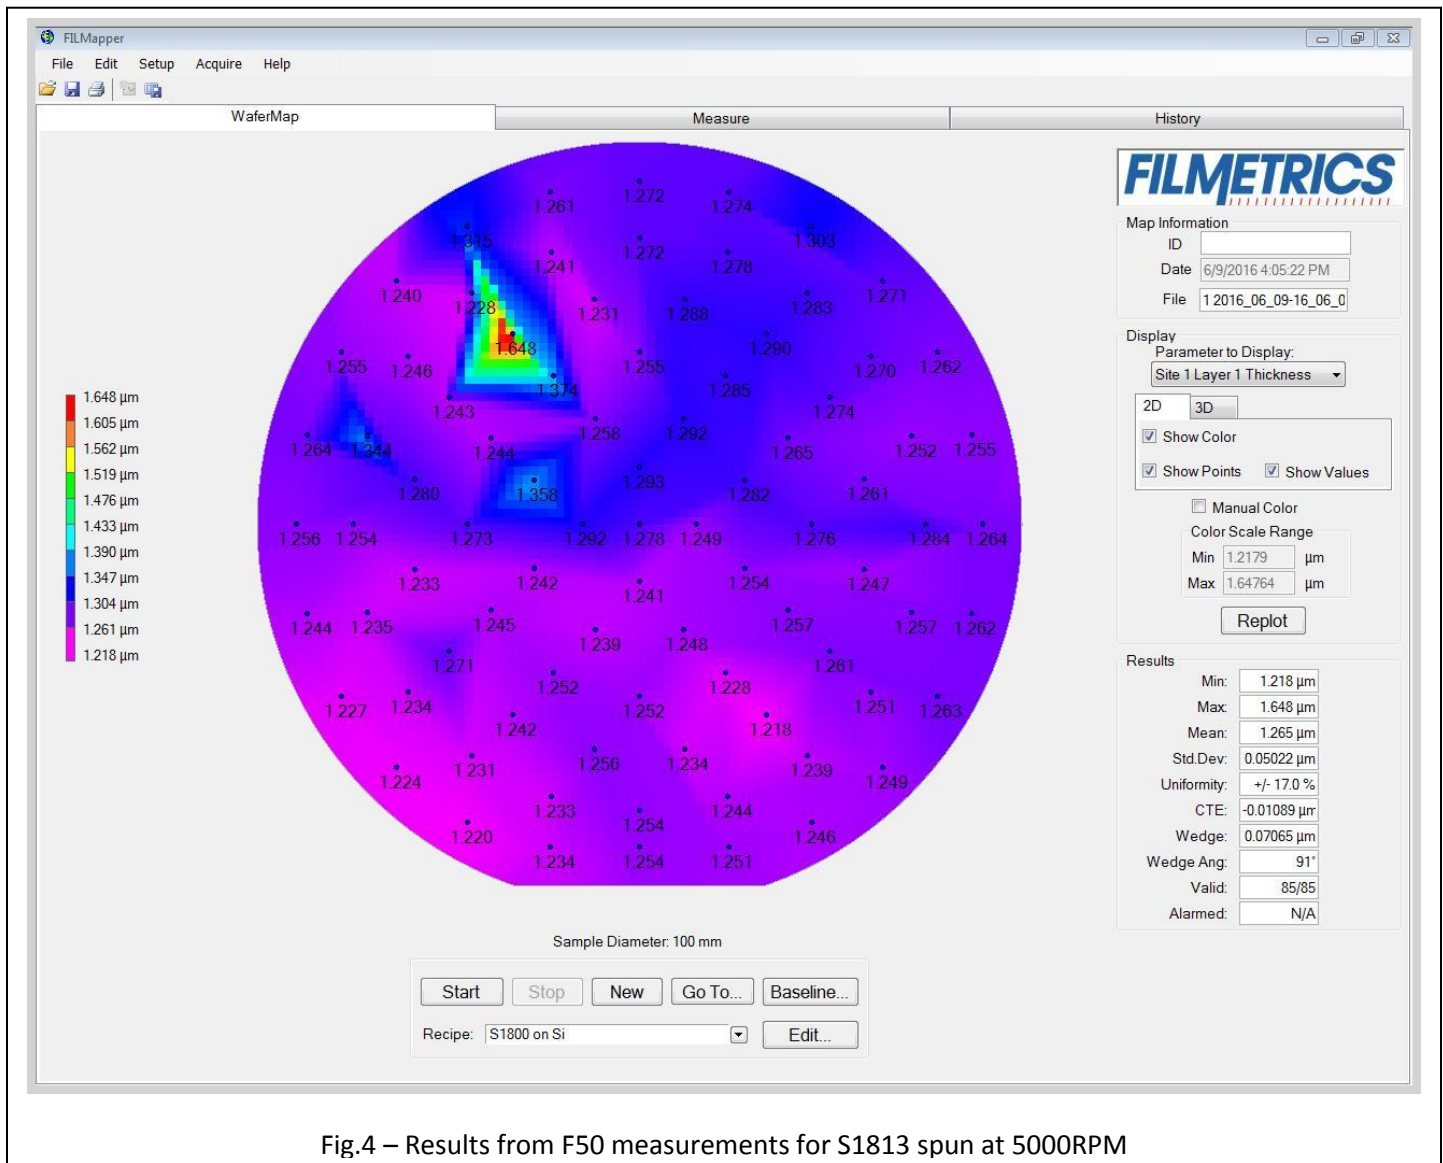 FILMapper
File Edit Setup Acquire Help
WaferMap Measure History
FILMETRICS
Map Information
ID
Date 6/9/2016 4:05:22 PM
File 1 2016_06_09-16_06_0
Display
Parameter to Display:
Site 1 Layer 1 Thickness
2D 3D
Show Color
Show Points Show Values
Manual Color
Color Scale Range
Min 1.2179 µm
Max 1.64764 µm
Replot
Results
Min: 1.218 µm
Max: 1.648 µm
Mean: 1.265 µm
Std.Dev: 0.05022 µm
Uniformity: +/- 17.0 %
CTE: -0.01089 µm
Wedge: 0.07065 µm
Wedge Ang: 91°
Valid: 85/85
Alarmed: N/A
1.648 µm
1.605 µm
1.562 µm
1.519 µm
1.476 µm
1.433 µm
1.390 µm
1.347 µm
1.304 µm
1.261 µm
1.218 µm
1.261 1.272 1.274
1.315 1.303
1.241 1.272 1.278
1.240 1.228 1.231 1.288 1.283 1.271
1.648 1.290
1.255 1.246 1.255 1.270 1.262
1.374 1.285
1.243 1.274
1.258 1.292
1.264 1.344 1.244 1.265 1.252 1.255
1.280 1.358 1.293 1.282 1.261
1.256 1.254 1.273 1.292 1.278 1.249 1.276 1.284 1.264
1.233 1.242 1.241 1.254 1.247
1.244 1.235 1.245 1.257 1.257 1.262
1.239 1.248
1.271 1.261
1.252 1.228
1.227 1.234 1.252 1.251 1.263
1.242 1.218
1.231 1.256 1.234 1.239
1.224 1.249
1.233 1.254 1.244
1.220 1.246
1.234 1.254 1.251
Sample Diameter: 100 mm
Start Stop New Go To... Baseline...
Recipe: S1800 on Si Edit...
Fig.4 – Results from F50 measurements for S1813 spun at 5000RPM